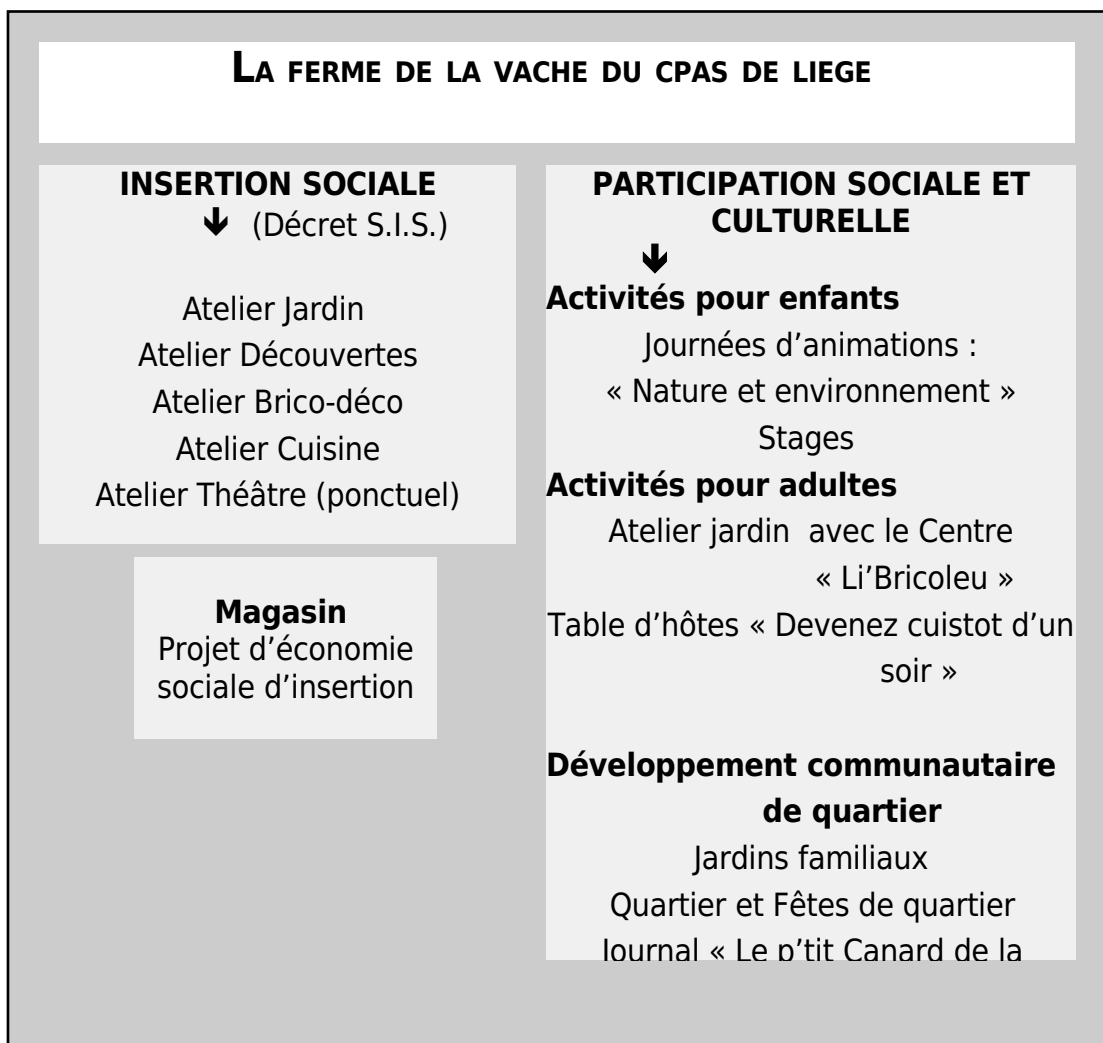 LA FERME DE LA VACHE DU CPAS DE LIEGE
INSERTION SOCIALE
🡻 (Décret S.I.S.)
Atelier Jardin
Atelier Découvertes
Atelier Brico-déco
Atelier Cuisine
Atelier Théâtre (ponctuel)
Magasin
Projet d’économie
sociale d’insertion
PARTICIPATION SOCIALE ET
CULTURELLE
🡻
Activités pour enfants
Journées d’animations :
« Nature et environnement »
Stages
Activités pour adultes
Atelier jardin avec le Centre
« Li’Bricoleu »
Table d’hôtes « Devenez cuistot d’un
soir »
Développement communautaire
de quartier
Jardins familiaux
Quartier et Fêtes de quartier
Journal « Le p’tit Canard de la